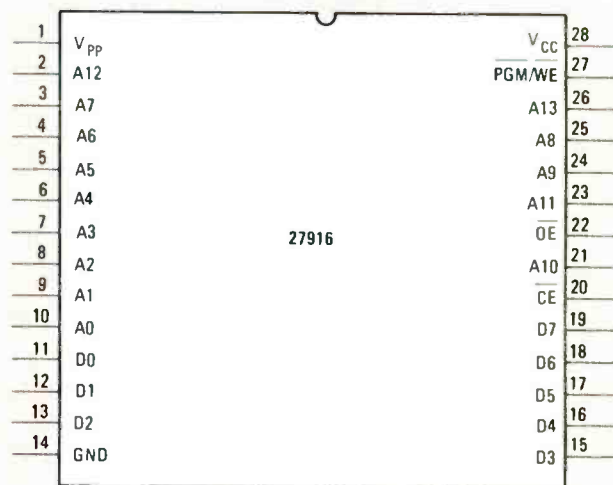 1 V_PP
2 A12
3 A7
4 A6
5 A5
6 A4
7 A3
8 A2
9 A1
10 A0
11 D0
12 D1
13 D2
14 GND
27916
V_CC 28
PGM/WE 27
A13 26
A8 25
A9 24
A11 23
OE 22
A10 21
CE 20
D7 19
D6 18
D5 17
D4 16
D3 15